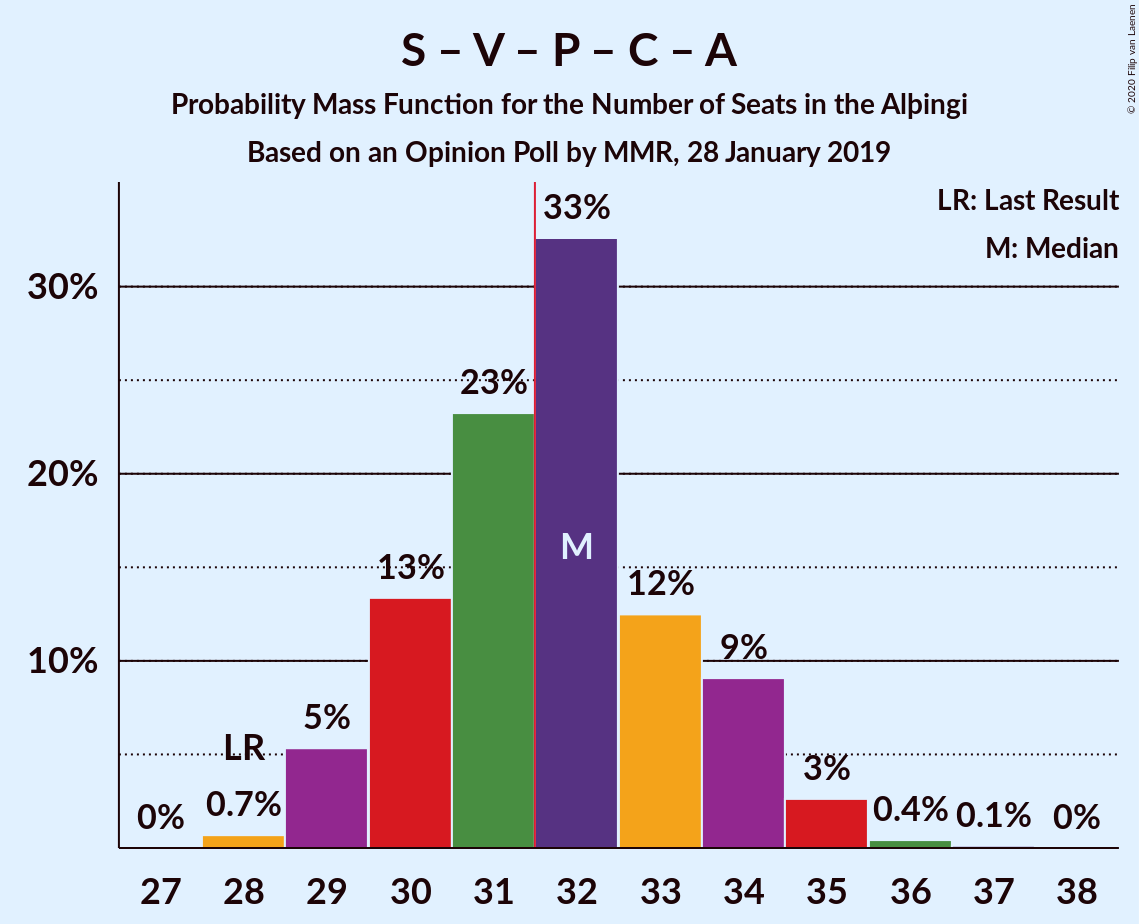 S – V – P – C – A
Probability Mass Function for the Number of Seats in the Alþingi
Based on an Opinion Poll by MMR, 28 January 2019
© 2020 Filip van Laenen
LR: Last Result
M: Median
30%
20%
10%
0%
0.7%
LR
5%
13%
23%
33%
M
12%
9%
3%
0.4%
0.1%
0%
27 28 29 30 31 32 33 34 35 36 37 38